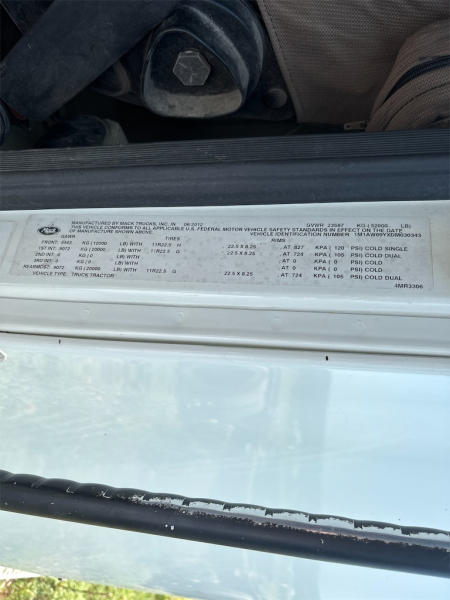 Mack
MANUFACTURED BY MACK TRUCKS, INC. IN 06/2012 GVWR 23587 KG (52000 LB)
THIS VEHICLE CONFORMS TO ALL APPLICABLE U.S. FEDERAL MOTOR VEHICLE SAFETY STANDARDS IN EFFECT ON THE DATE
OF MANUFACTURE SHOWN ABOVE. VEHICLE IDENTIFICATION NUMBER
GAWR TIRES RIMS
FRONT: 5443 KG (12000 LB) WITH 11R22.5 H 22.5 X 8.25 AT 827 KPA ( 120 PSI) COLD SINGLE
1ST INT: 9072 KG (20000 LB) WITH 11R22.5 G 22.5 X 8.25 AT 724 KPA ( 105 PSI) COLD DUAL
2ND INT: 0 KG ( 0 LB) WITH AT 0 KPA ( 0 PSI) COLD
3RD INT: 0 KG ( 0 LB) WITH AT 0 KPA ( 0 PSI) COLD
REARMOST: 9072 KG (20000 LB) WITH 11R22.5 G 22.5 X 8.25 AT 724 KPA ( 105 PSI) COLD DUAL
VEHICLE TYPE: TRUCK TRACTOR
4MR3306